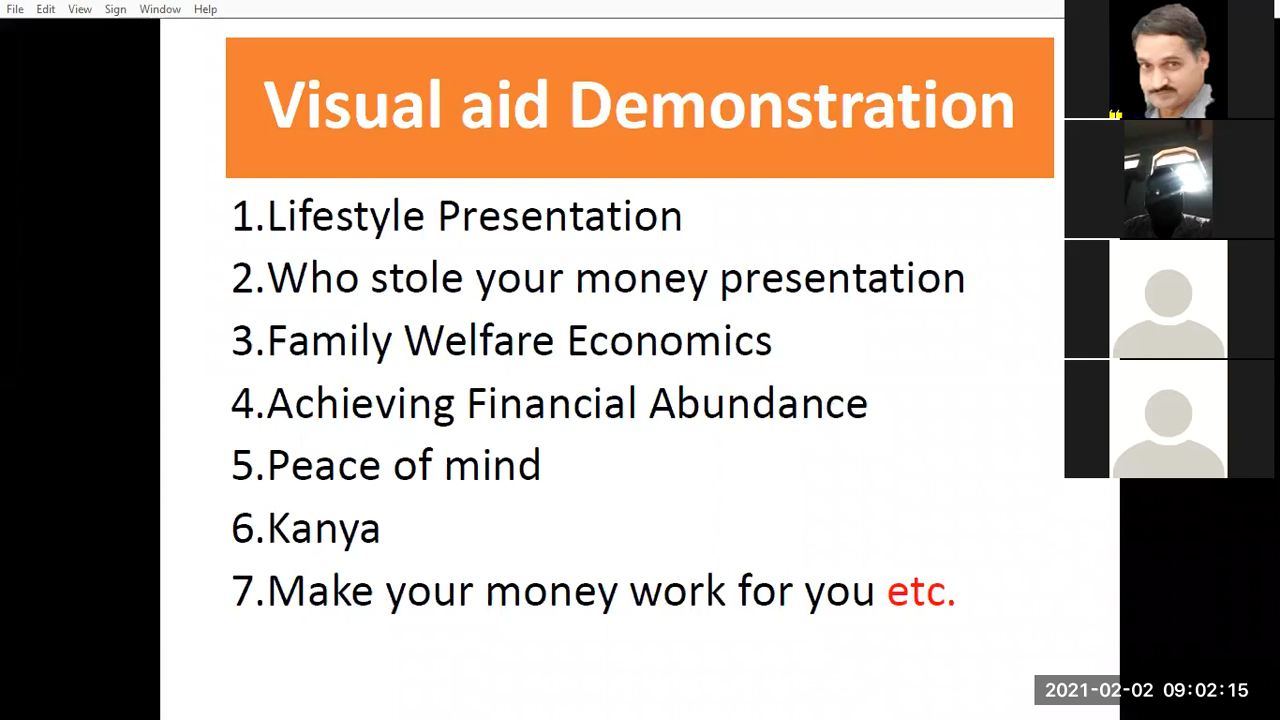 File Edit View Sign Window Help
Visual aid Demonstration
1.Lifestyle Presentation
2.Who stole your money presentation
3.Family Welfare Economics
4.Achieving Financial Abundance
5.Peace of mind
6.Kanya
7.Make your money work for you etc.
2021-02-02 09:02:15